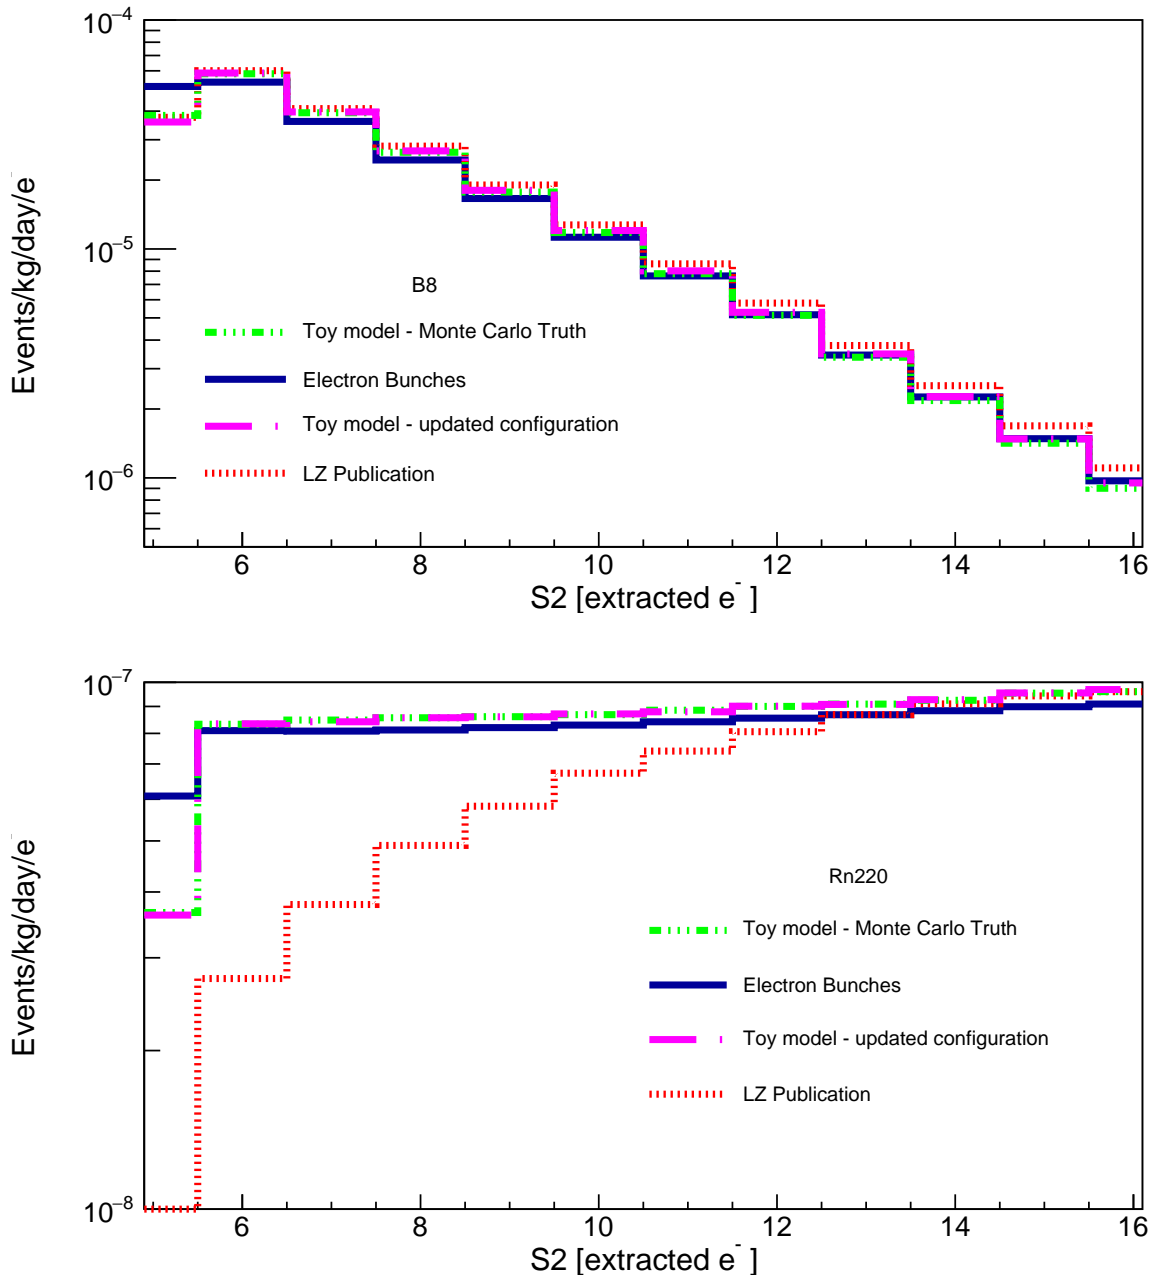 10⁻⁴
10⁻⁵
10⁻⁶
Events/kg/day/e⁻
B8
Toy model - Monte Carlo Truth
Electron Bunches
Toy model - updated configuration
LZ Publication
6 8 10 12 14 16
S2 [extracted e⁻]
10⁻⁷
10⁻⁸
Events/kg/day/e⁻
Rn220
Toy model - Monte Carlo Truth
Electron Bunches
Toy model - updated configuration
LZ Publication
6 8 10 12 14 16
S2 [extracted e⁻]